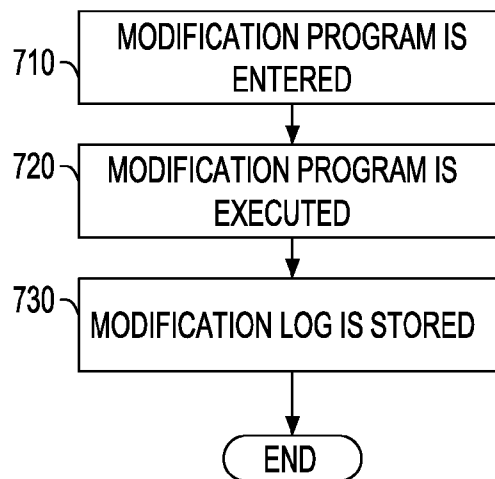 710
MODIFICATION PROGRAM IS
ENTERED
720
MODIFICATION PROGRAM IS
EXECUTED
730
MODIFICATION LOG IS STORED
END